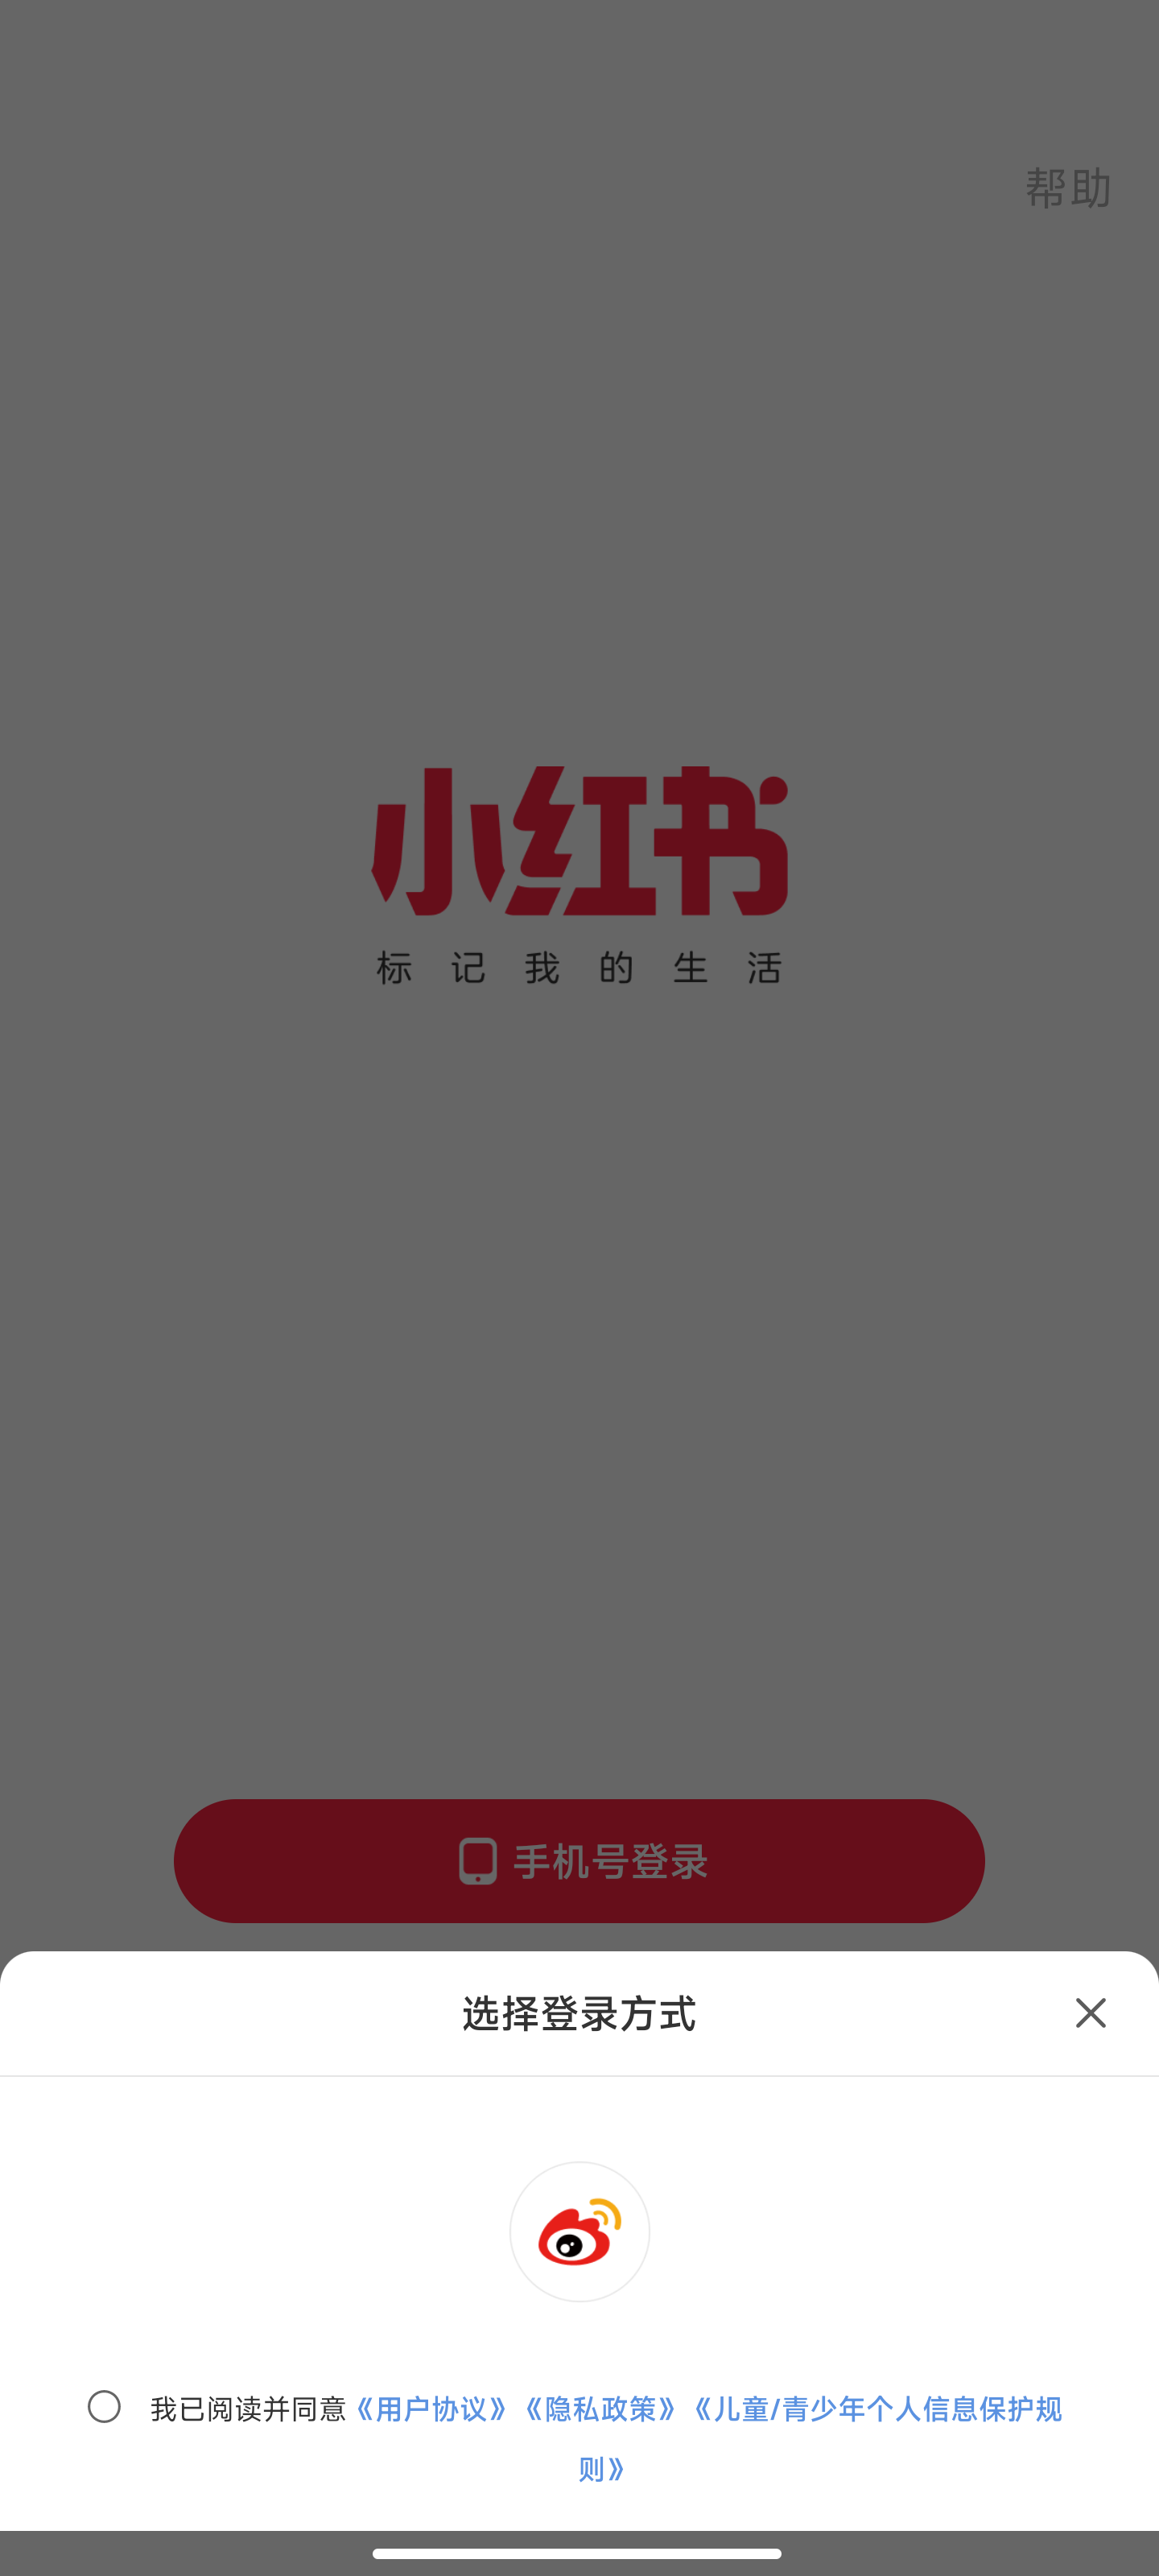 帮助
小红书
标记我的生活
手机号登录
选择登录方式
我已阅读并同意《用户协议》《隐私政策》《儿童/青少年个人信息保护规
则》